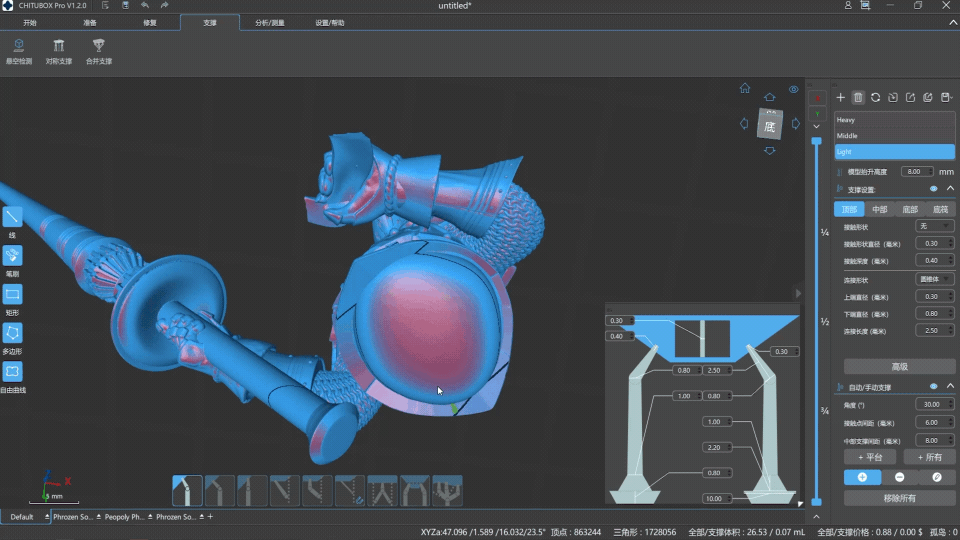 CHITUBOX Pro V1.2.0
untitled*
开始 准备 修复 支撑 分析/测量 设置/帮助
悬空检测 对称支撑 合并支撑
底
X
Y
Heavy
Middle
Light
模型抬升高度 8.00 mm
支撑设置:
顶部 中部 底部 底筏
接触形状 无
接触形状直径 (毫米) 0.30
接触深度 (毫米) 0.40
连接形状 圆锥体
上端直径 (毫米) 0.30
下端直径 (毫米) 0.80
连接长度 (毫米) 2.50
高级
自动/手动支撑
角度 (°) 30.00
接触点间距 (毫米) 6.00
中部支撑间距 (毫米) 8.00
+ 平台 + 所有
移除所有
1/4
1/2
3/4
线
笔刷
矩形
多边形
自由曲线
0.30
0.40
0.30
0.80 2.50
1.00 0.80
1.00
2.20
0.80
10.00
X
5 mm
Default Phrozen So... Peopoly Ph... Phrozen So... +
XYZ⁠a:47.096 /1.589 /16.032/23.5° 顶点 : 863244 三角形 : 1728056 全部/支撑体积 : 26.53 / 0.07 mL 全部/支撑价格 : 0.88 / 0.00 $ 孤岛 : 0